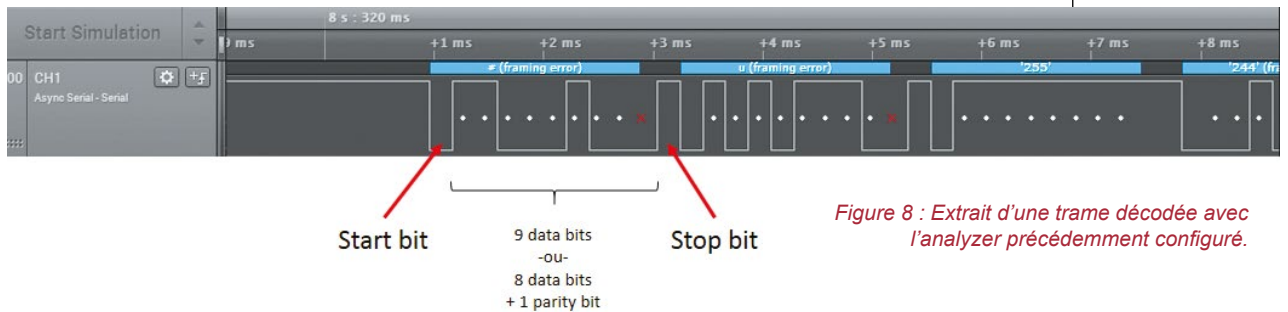 8 s : 320 ms
Start Simulation
ms
+1 ms
+2 ms
+3 ms
+4 ms
+5 ms
+6 ms
+7 ms
+8 ms
00
CH1
Async Serial - Serial
# (framing error)
u (framing error)
'255'
'244'
Start bit
9 data bits
-ou-
8 data bits
+ 1 parity bit
Stop bit
Figure 8 : Extrait d'une trame décodée avec
l'analyzer précédemment configuré.